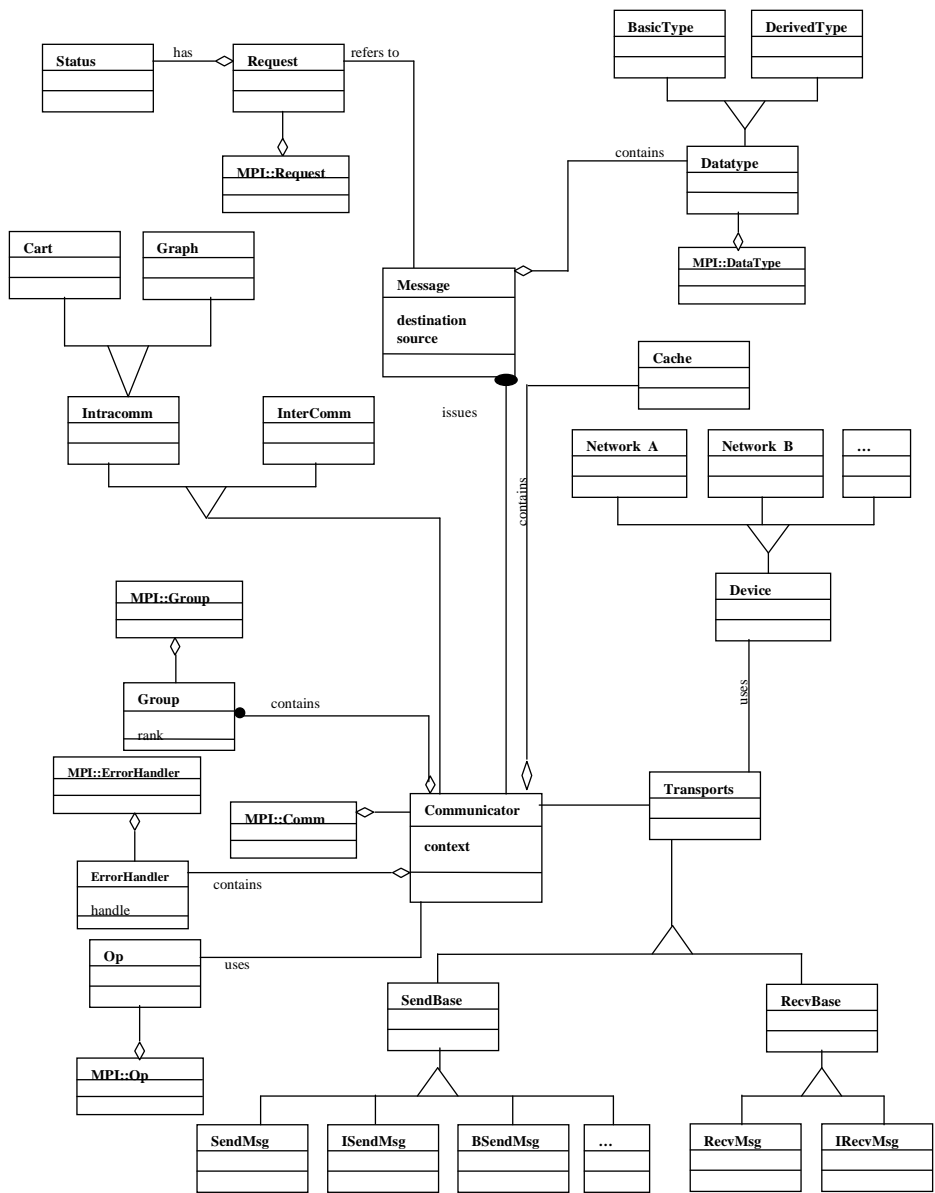 BasicType
DerivedType
Status
has
Request
refers to
contains
Datatype
MPI::Request
Cart
Graph
MPI::DataType
Message
destination
source
Cache
Intracomm
InterComm
issues
Network_A
Network_B
...
contains
Device
MPI::Group
uses
Group
rank
contains
MPI::ErrorHandler
Transports
MPI::Comm
Communicator
context
ErrorHandler
handle
contains
Op
uses
SendBase
RecvBase
MPI::Op
SendMsg
ISendMsg
BSendMsg
...
RecvMsg
IRecvMsg